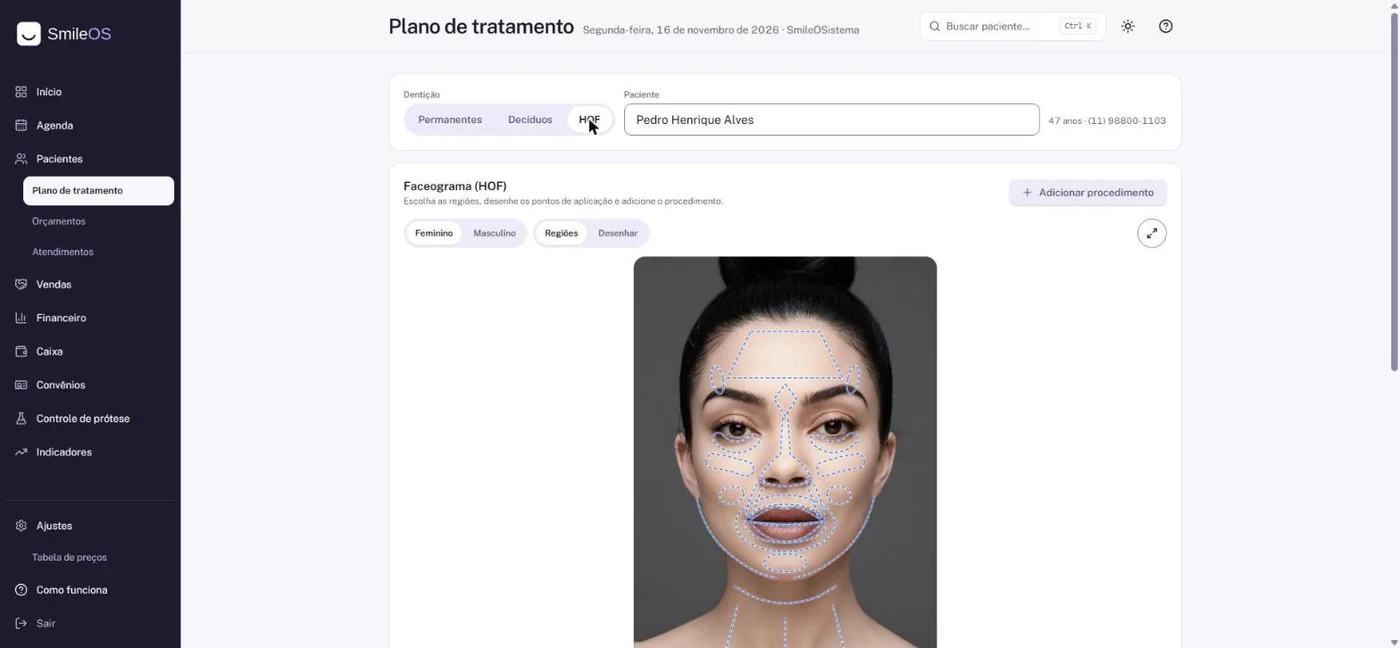 SmileOS
Plano de tratamento
Segunda-feira, 16 de novembro de 2026 · SmileOSistema
Buscar paciente...
Ctrl K
Início
Agenda
Pacientes
Plano de tratamento
Orçamentos
Atendimentos
Vendas
Financeiro
Caixa
Convênios
Controle de prótese
Indicadores
Ajustes
Tabela de preços
Como funciona
Sair
Dentição
Permanentes
Decíduos
HOF
Paciente
Pedro Henrique Alves
47 anos · (11) 98800-1103
Faceograma (HOF)
Escolha as regiões, desenhe os pontos de aplicação e adicione o procedimento.
+ Adicionar procedimento
Feminino
Masculino
Regiões
Desenhar